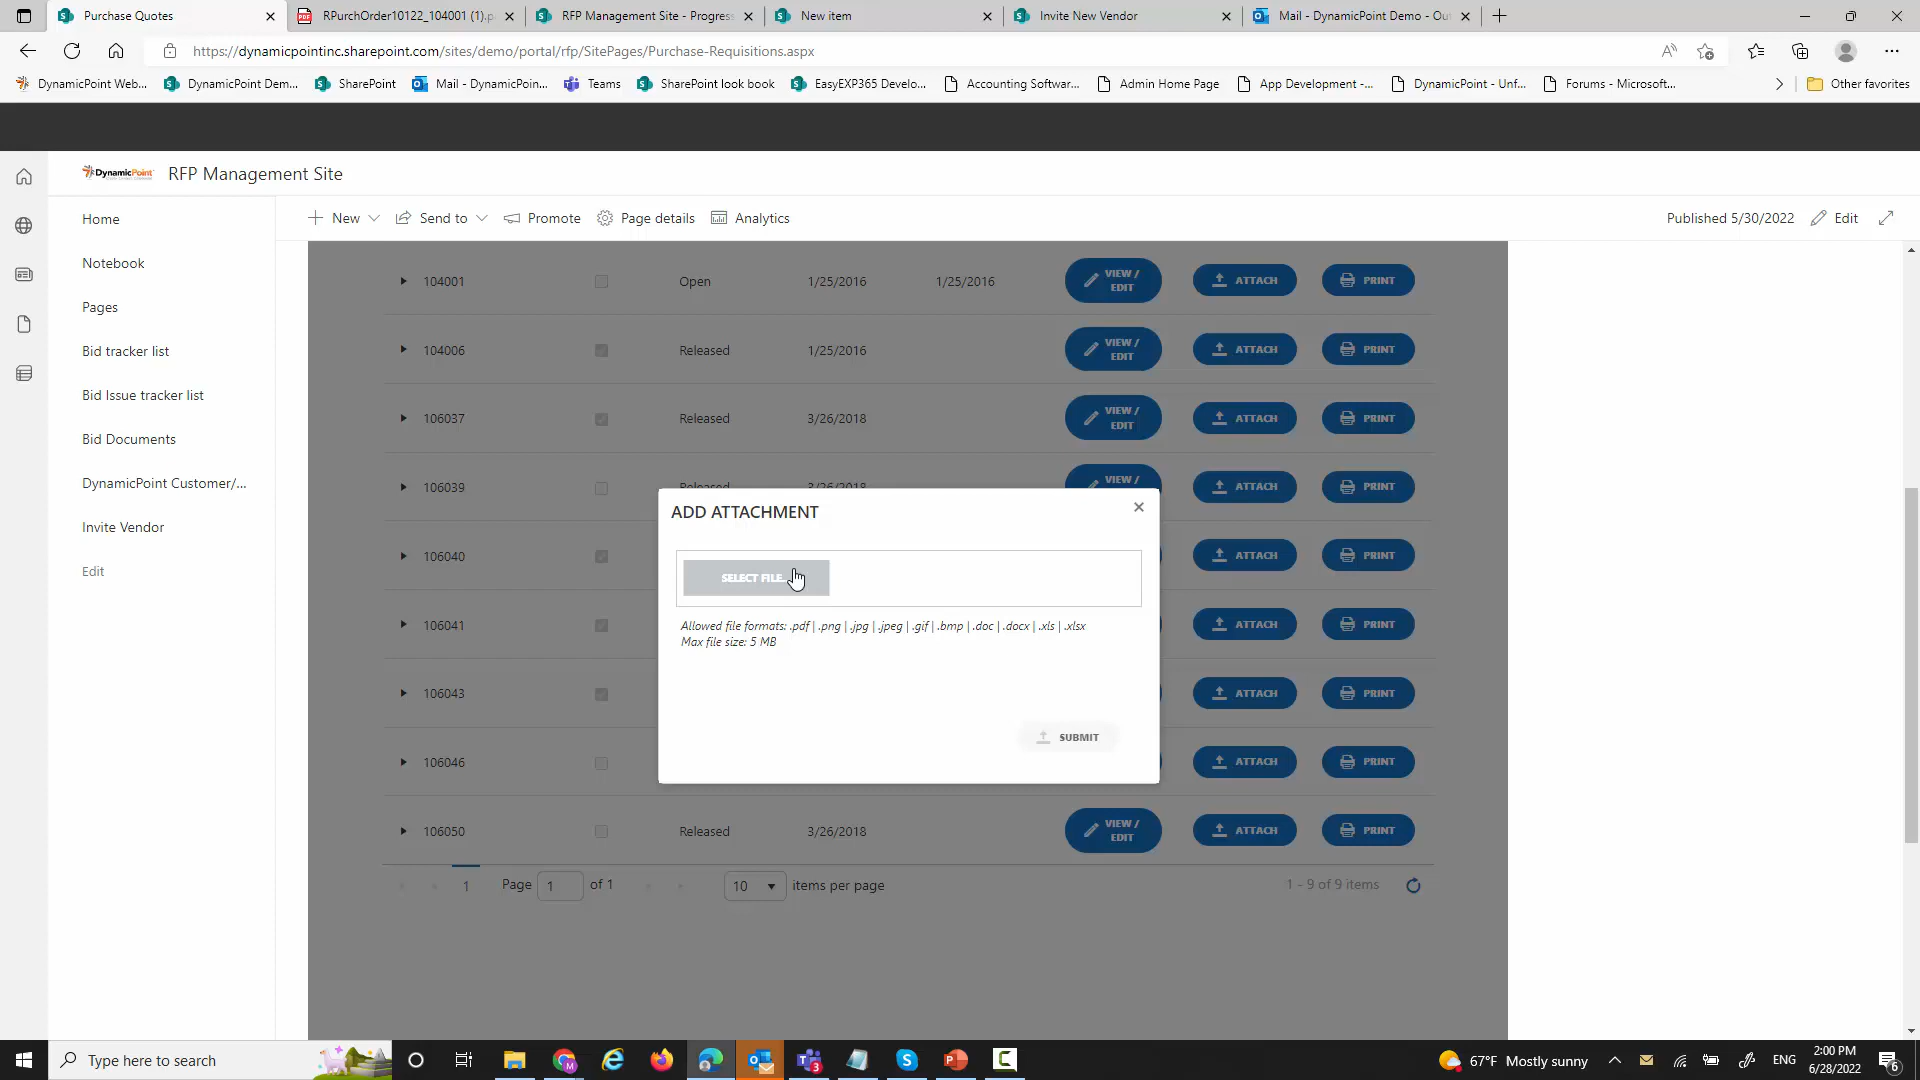 Purchase Quotes
RPurchOrder10122_104001 (1).p
RFP Management Site - Progress
New item
Invite New Vendor
Mail - DynamicPoint Demo - Ou
https://dynamicpointinc.sharepoint.com/sites/demo/portal/rfp/SitePages/Purchase-Requisitions.aspx
DynamicPoint Web...
DynamicPoint Dem...
SharePoint
Mail - DynamicPoin...
Teams
SharePoint look book
EasyEXP365 Develo...
Accounting Softwar...
Admin Home Page
App Development -...
DynamicPoint - Unf...
Forums - Microsoft...
Other favorites
DynamicPoint
RFP Management Site
Home
Notebook
Pages
Bid tracker list
Bid Issue tracker list
Bid Documents
DynamicPoint Customer/...
Invite Vendor
Edit
New
Send to
Promote
Page details
Analytics
Published 5/30/2022
Edit
104001 Open 1/25/2016 1/25/2016 VIEW / EDIT ATTACH PRINT
104006 Released 1/25/2016 VIEW / EDIT ATTACH PRINT
106037 Released 3/26/2018 VIEW / EDIT ATTACH PRINT
106039 Released 3/26/2018 VIEW / ATTACH PRINT
106040 ATTACH PRINT
106041 ATTACH PRINT
106043 ATTACH PRINT
106046 ATTACH PRINT
106050 Released 3/26/2018 VIEW / EDIT ATTACH PRINT
ADD ATTACHMENT
SELECT FILE...
Allowed file formats: .pdf | .png | .jpg | .jpeg | .gif | .bmp | .doc | .docx | .xls | .xlsx
Max file size: 5 MB
SUBMIT
1 Page 1 of 1 10 items per page 1 - 9 of 9 items
Type here to search
67°F Mostly sunny
ENG
2:00 PM
6/28/2022